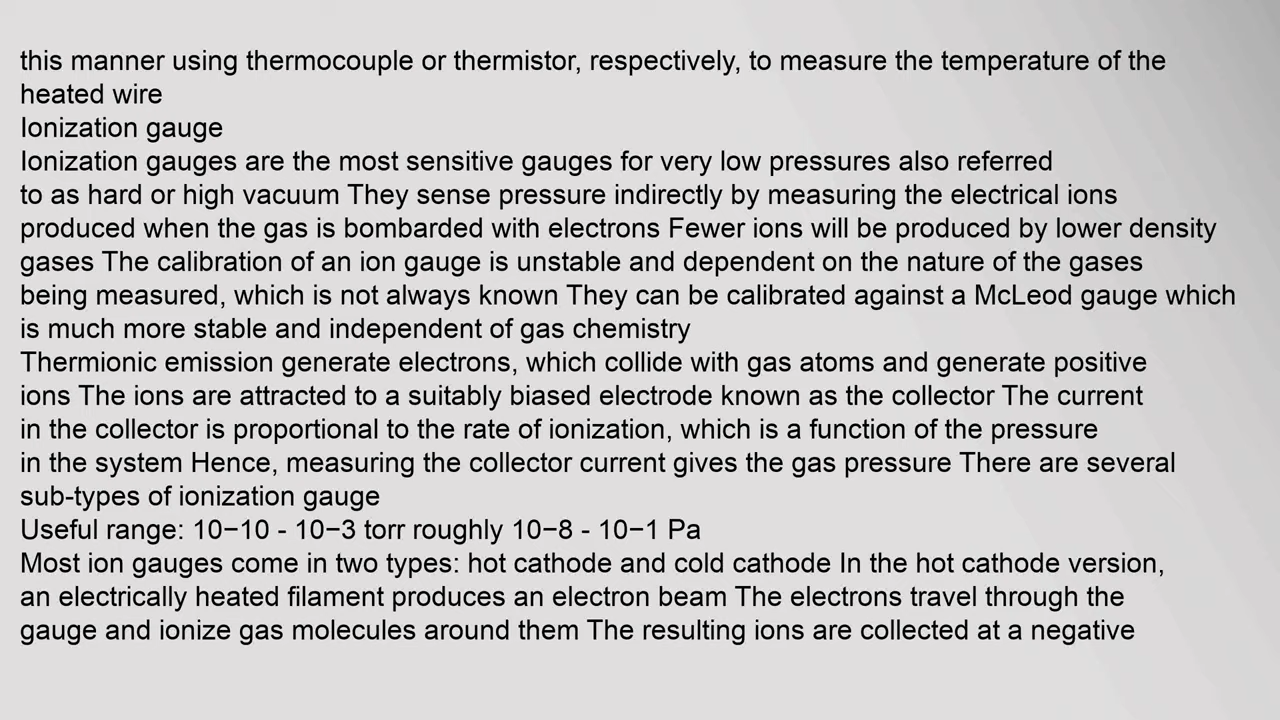 this manner using thermocouple or thermistor, respectively, to measure the temperature of the
heated wire
Ionization gauge
Ionization gauges are the most sensitive gauges for very low pressures also referred
to as hard or high vacuum They sense pressure indirectly by measuring the electrical ions
produced when the gas is bombarded with electrons Fewer ions will be produced by lower density
gases The calibration of an ion gauge is unstable and dependent on the nature of the gases
being measured, which is not always known They can be calibrated against a McLeod gauge which
is much more stable and independent of gas chemistry
Thermionic emission generate electrons, which collide with gas atoms and generate positive
ions The ions are attracted to a suitably biased electrode known as the collector The current
in the collector is proportional to the rate of ionization, which is a function of the pressure
in the system Hence, measuring the collector current gives the gas pressure There are several
sub-types of ionization gauge
Useful range: 10−10 - 10−3 torr roughly 10−8 - 10−1 Pa
Most ion gauges come in two types: hot cathode and cold cathode In the hot cathode version,
an electrically heated filament produces an electron beam The electrons travel through the
gauge and ionize gas molecules around them The resulting ions are collected at a negative